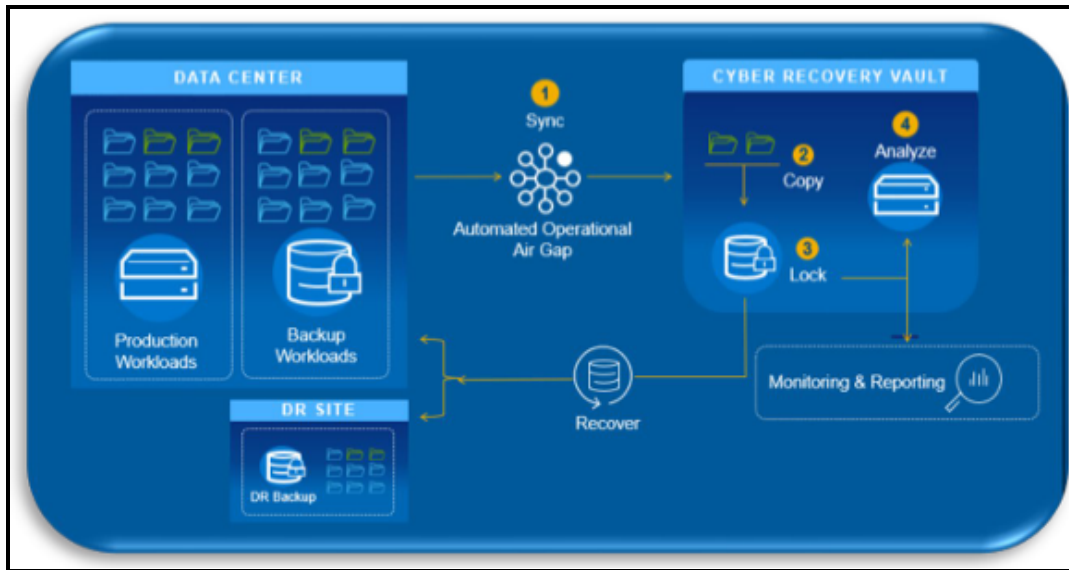 DATA CENTER
Production
Workloads
Backup
Workloads
1
Sync
Automated Operational
Air Gap
CYBER RECOVERY VAULT
2
Copy
3
Lock
4
Analyze
Monitoring & Reporting
Recover
DR SITE
DR Backup